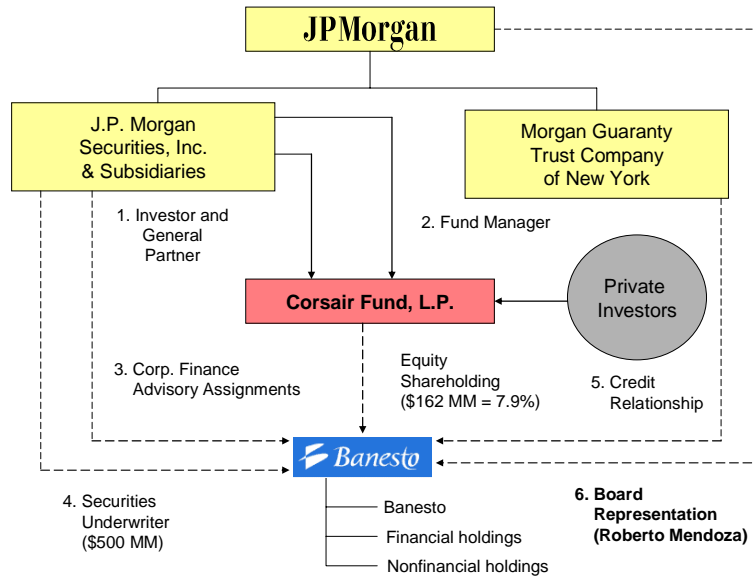 JPMorgan
J.P. Morgan
Securities, Inc.
& Subsidiaries
Morgan Guaranty
Trust Company
of New York
1. Investor and
General
Partner
2. Fund Manager
Private
Investors
Corsair Fund, L.P.
3. Corp. Finance
Advisory Assignments
Equity
Shareholding
($162 MM = 7.9%)
5. Credit
Relationship
Banesto
4. Securities
Underwriter
($500 MM)
6. Board
Representation
(Roberto Mendoza)
Banesto
Financial holdings
Nonfinancial holdings